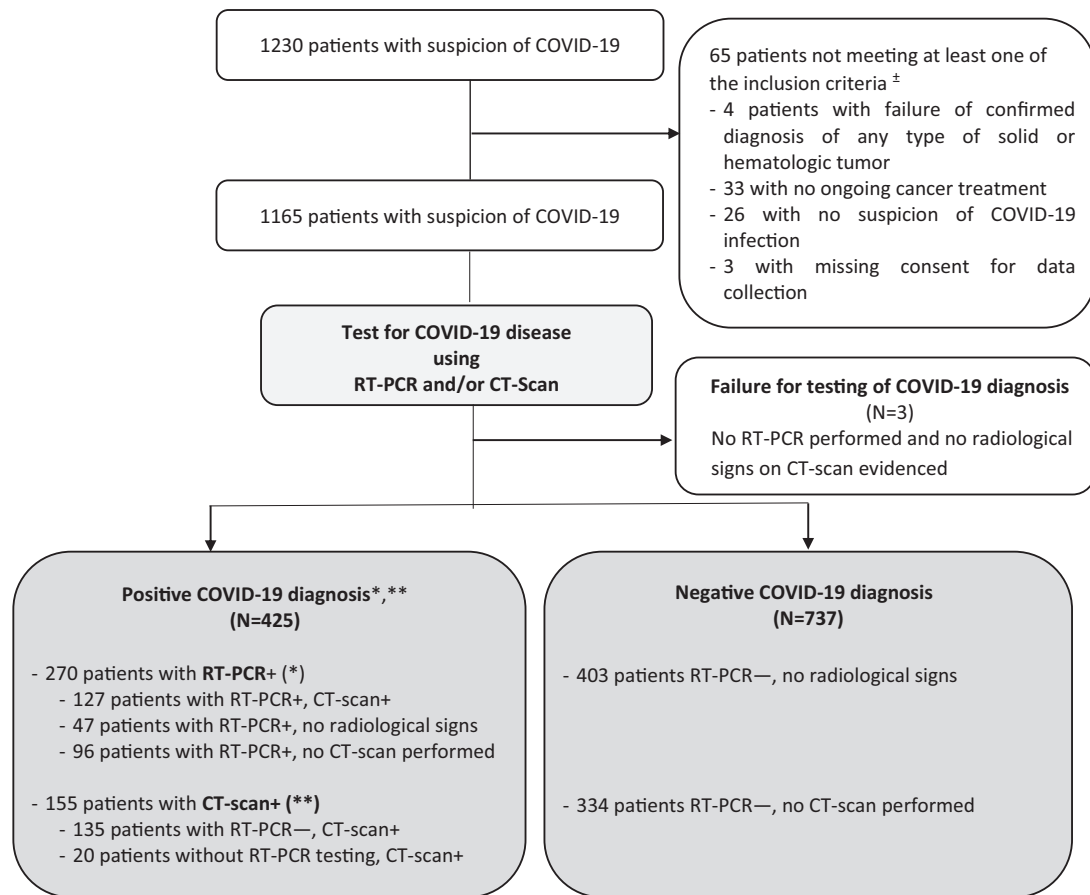 1230 patients with suspicion of COVID-19
65 patients not meeting at least one of
the inclusion criteria ±
- 4 patients with failure of confirmed
diagnosis of any type of solid or
hematologic tumor
- 33 with no ongoing cancer treatment
- 26 with no suspicion of COVID-19
infection
- 3 with missing consent for data
collection
1165 patients with suspicion of COVID-19
Test for COVID-19 disease
using
RT-PCR and/or CT-Scan
Failure for testing of COVID-19 diagnosis
(N=3)
No RT-PCR performed and no radiological
signs on CT-scan evidenced
Positive COVID-19 diagnosis*,**
(N=425)
- 270 patients with RT-PCR+ (*)
- 127 patients with RT-PCR+, CT-scan+
- 47 patients with RT-PCR+, no radiological signs
- 96 patients with RT-PCR+, no CT-scan performed
- 155 patients with CT-scan+ (**)
- 135 patients with RT-PCR—, CT-scan+
- 20 patients without RT-PCR testing, CT-scan+
Negative COVID-19 diagnosis
(N=737)
- 403 patients RT-PCR—, no radiological signs
- 334 patients RT-PCR—, no CT-scan performed